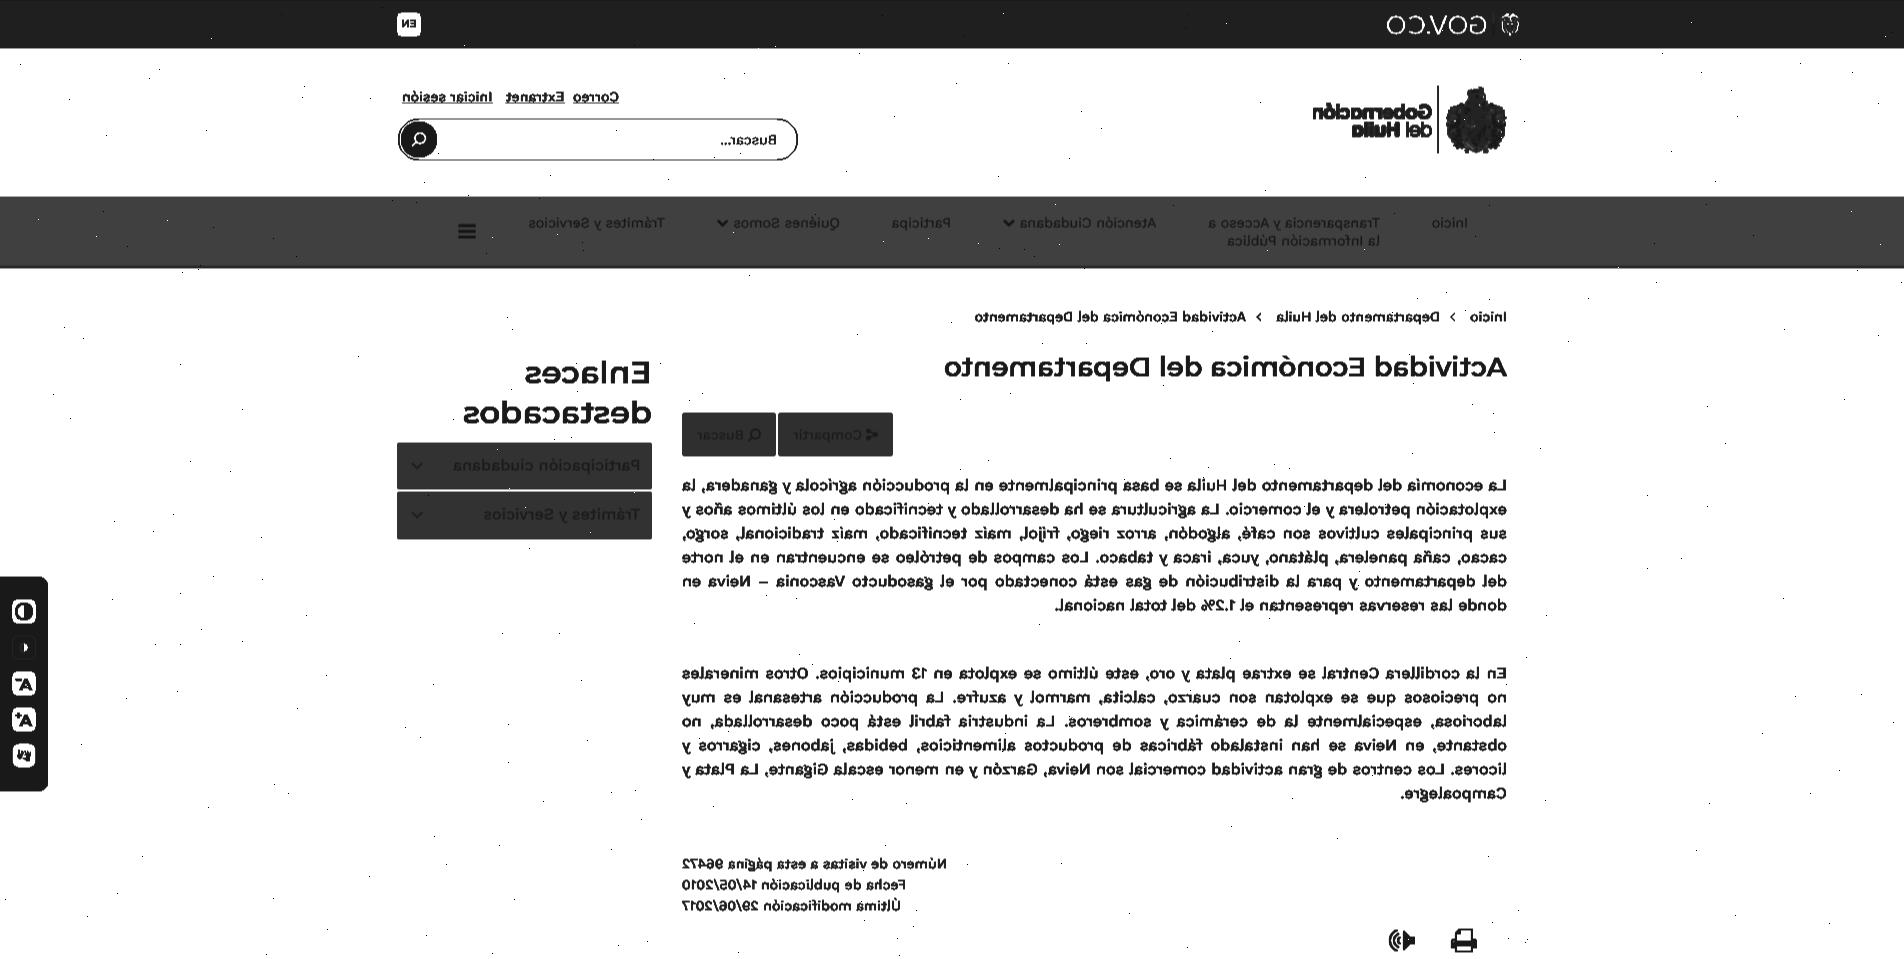 GOV.CO
EN
Gobernación
del Huila
Correo Extranet Iniciar sesión
Buscar...
Inicio
Transparencia y Acceso a
la Información Pública
Atención Ciudadana
Participa
Quiénes Somos
Trámites y Servicios
Inicio > Departamento del Huila > Actividad Económica del Departamento
Actividad Económica del Departamento
Compartir
Buscar
La economía del departamento del Huila se basa principalmente en la producción agrícola y ganadera, la
explotación petrolera y el comercio. La agricultura se ha desarrollado y tecnificado en los últimos años y
sus principales cultivos son café, algodón, arroz riego, fríjol, maíz tecnificado, maíz tradicional, sorgo,
cacao, caña panelera, plátano, yuca, iraca y tabaco. Los campos de petróleo se encuentran en el norte
del departamento y para la distribución de gas está conectado por el gasoducto Vasconia – Neiva en
donde las reservas representan el 1.2% del total nacional.
En la cordillera Central se extrae plata y oro, este último se explota en 13 municipios. Otros minerales
no preciosos que se explotan son cuarzo, calcita, marmol y azufre. La producción artesanal es muy
laboriosa, especialmente la de cerámica y sombreros. La industria fabril está poco desarrollada, no
obstante, en Neiva se han instalado fábricas de productos alimenticios, bebidas, jabones, cigarros y
licores. Los centros de gran actividad comercial son Neiva, Garzón y en menor escala Gigante, La Plata y
Campoalegre.
Número de visitas a esta página 96472
Fecha de publicación 14/05/2010
Última modificación 29/06/2017
Enlaces
destacados
Participación ciudadana
Trámites y Servicios
A-
A+